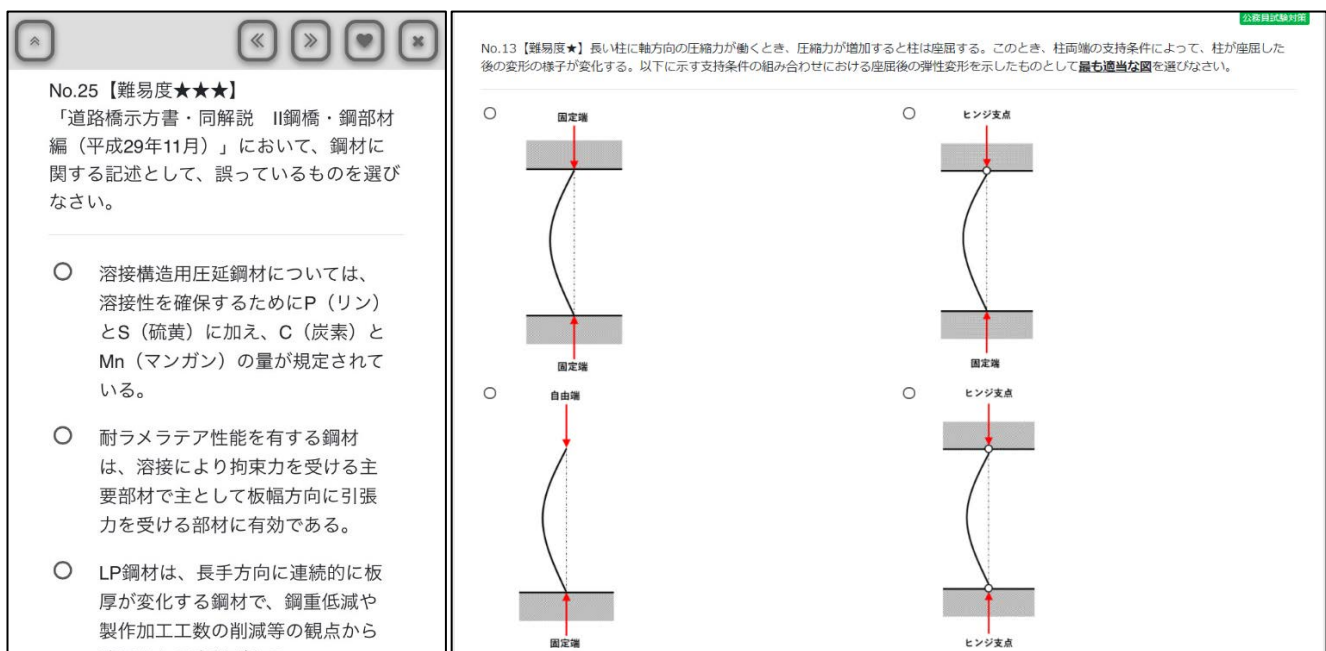 No.25【難易度★★★】
「道路橋示方書・同解説　II鋼橋・鋼部材
編（平成29年11月）」において、鋼材に
関する記述として、誤っているものを選び
なさい。
溶接構造用圧延鋼材については、
溶接性を確保するためにP（リン）
とS（硫黄）に加え、C（炭素）と
Mn（マンガン）の量が規定されて
いる。
耐ラメラテア性能を有する鋼材
は、溶接により拘束力を受ける主
要部材で主として板幅方向に引張
力を受ける部材に有効である。
LP鋼材は、長手方向に連続的に板
厚が変化する鋼材で、鋼重低減や
製作加工工数の削減等の観点から
公務員試験対策
No.13【難易度★】長い柱に軸方向の圧縮力が働くとき、圧縮力が増加すると柱は座屈する。このとき、柱両端の支持条件によって、柱が座屈した
後の変形の様子が変化する。以下に示す支持条件の組み合わせにおける座屈後の弾性変形を示したものとして最も適当な図を選びなさい。
固定端
固定端
ヒンジ支点
固定端
自由端
固定端
ヒンジ支点
ヒンジ支点